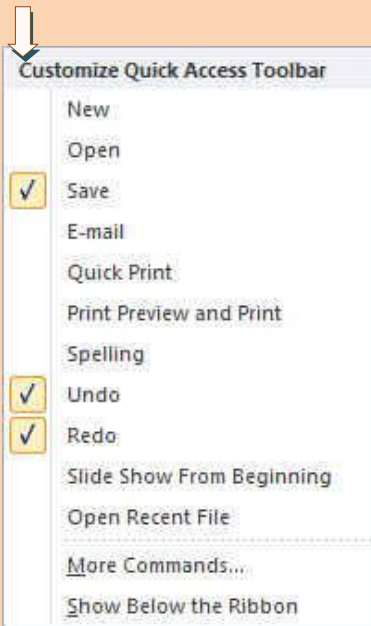 Customize Quick Access Toolbar
New
Open
Save
E-mail
Quick Print
Print Preview and Print
Spelling
Undo
Redo
Slide Show From Beginning
Open Recent File
More Commands...
Show Below the Ribbon